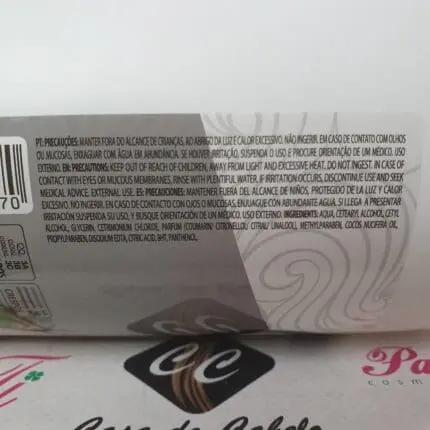 PT: PRECAUÇÕES: MANTER FORA DO ALCANCE DE CRIANÇAS, AO ABRIGO DA LUZ E CALOR EXCESSIVO. NÃO INGERIR. EM CASO DE CONTATO COM OLHOS
OU MUCOSAS, ENXAGUAR COM ÁGUA EM ABUNDÂNCIA. SE HOUVER IRRITAÇÃO, SUSPENDA O USO E PROCURE ORIENTAÇÃO DE UM MÉDICO. USO
EXTERNO. EN: PRECAUTIONS: KEEP OUT OF REACH OF CHILDREN, AWAY FROM LIGHT AND EXCESSIVE HEAT. DO NOT INGEST. IN CASE OF
CONTACT WITH EYES OR MUCOUS MEMBRANES, RINSE WITH PLENTIFUL WATER. IF IRRITATION OCCURS, DISCONTINUE USE AND SEEK
MEDICAL ADVICE. EXTERNAL USE. ES: PRECAUCIONES: MANTENER FUERA DEL ALCANCE DE NIÑOS, PROTEGIDO DE LA LUZ Y CALOR
EXCESIVO. NO INGERIR. EN CASO DE CONTACTO CON OJOS O MUCOSAS, ENJUAGUE CON ABUNDANTE AGUA. SI LLEGA A PRESENTAR
IRRITACIÓN SUSPENDA SU USO, Y BUSQUE ORIENTACIÓN DE UN MÉDICO. USO EXTERNO. INGREDIENTS: AQUA, CETEARYL ALCOHOL, CETYL
ALCOHOL, GLYCERIN, CETRIMONIUM CHLORIDE, PARFUM (COUMARIN/ CITRONELLOL/ CITRAL/ LINALOOL), METHYLPARABEN, COCOS NUCIFERA OIL,
PROPYLPARABEN, DISODIUM EDTA, CITRIC ACID, BHT, PANTHENOL.
70
CC
Pa
Casa do Cabelo